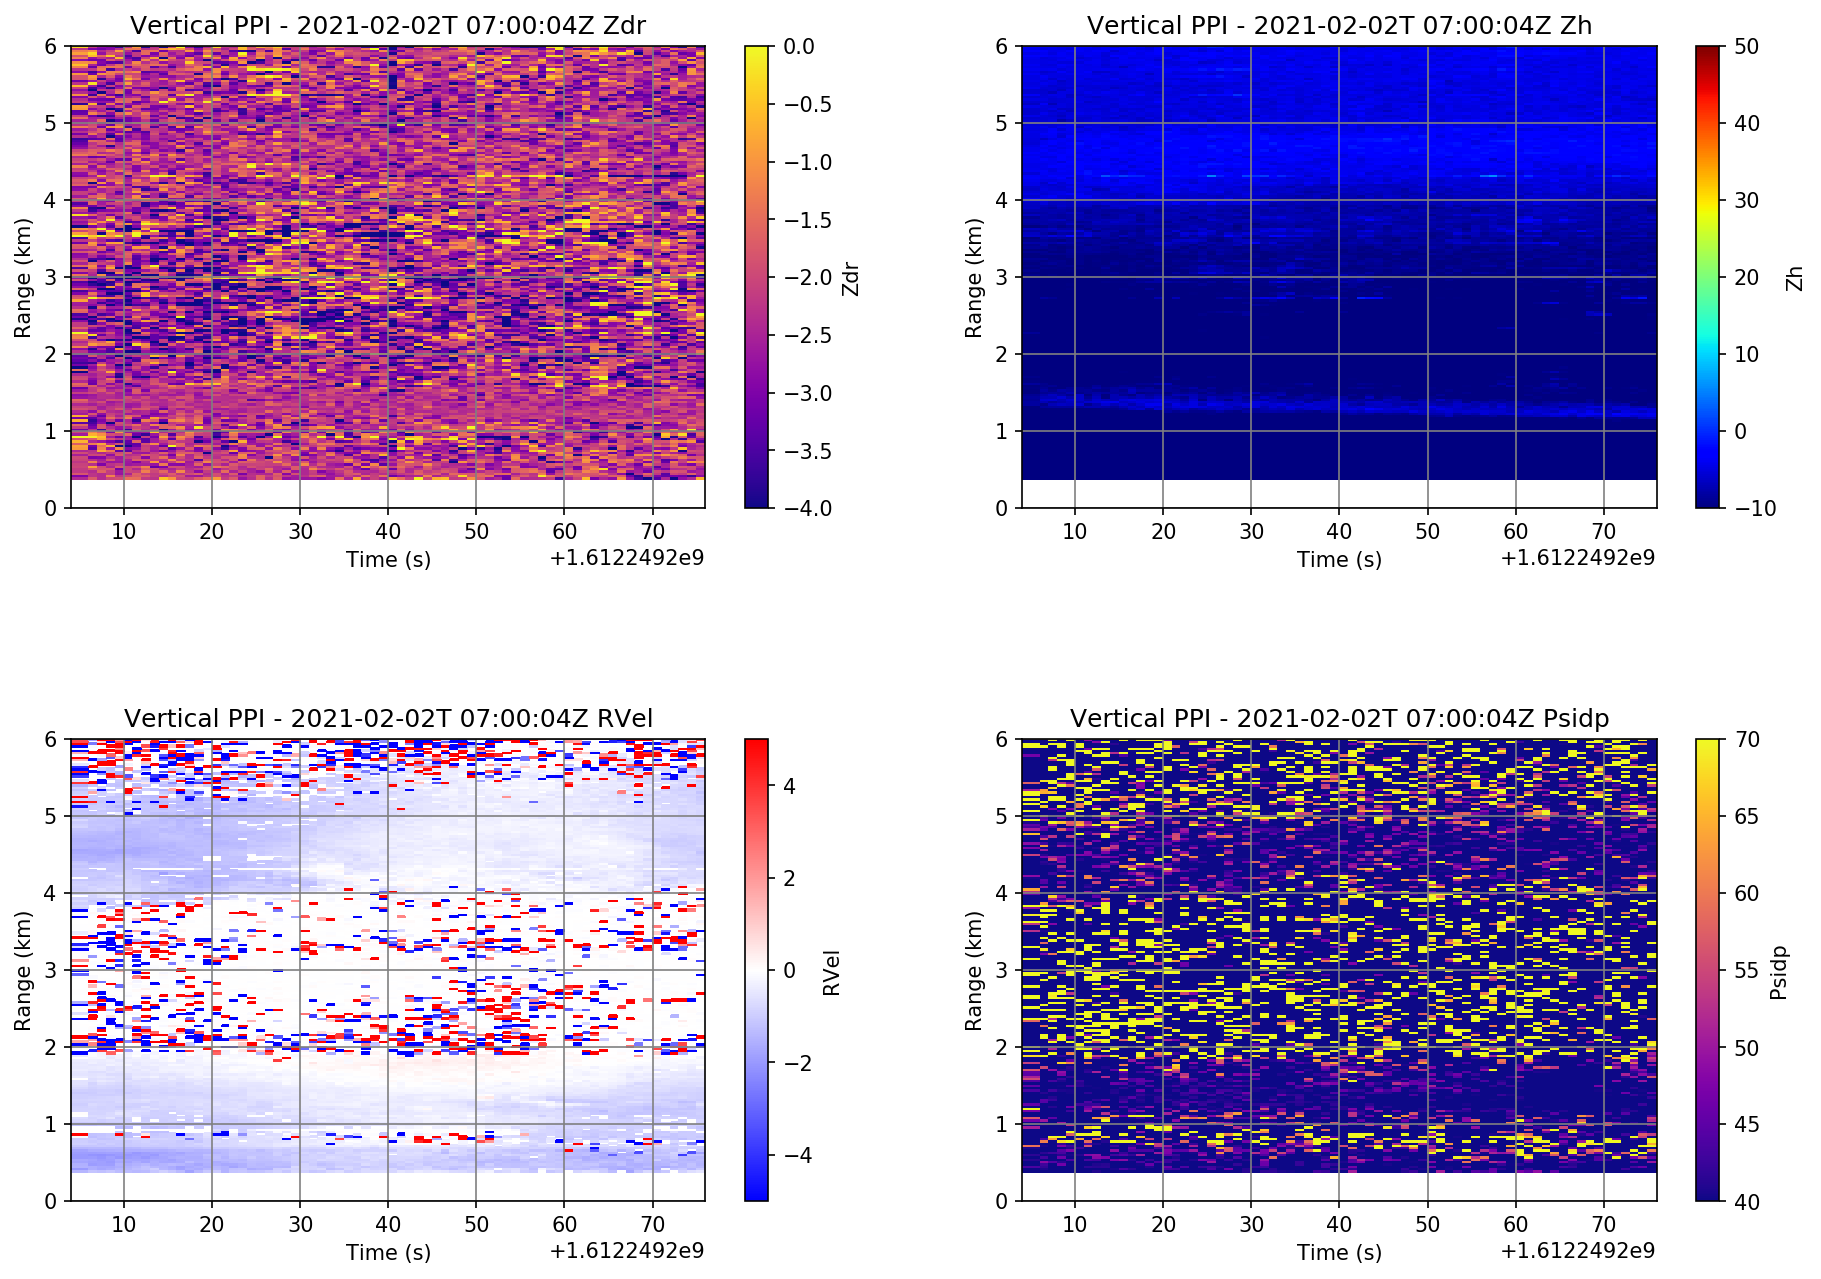 Vertical PPI - 2021-02-02T 07:00:04Z Zdr
6
5
4
3
2
1
0
Range (km)
10 20 30 40 50 60 70
Time (s)
+1.6122492e9
0.0
−0.5
−1.0
−1.5
−2.0
−2.5
−3.0
−3.5
−4.0
Zdr
Vertical PPI - 2021-02-02T 07:00:04Z Zh
6
5
4
3
2
1
0
Range (km)
10 20 30 40 50 60 70
Time (s)
+1.6122492e9
50
40
30
20
10
0
−10
Zh
Vertical PPI - 2021-02-02T 07:00:04Z RVel
6
5
4
3
2
1
0
Range (km)
10 20 30 40 50 60 70
Time (s)
+1.6122492e9
4
2
0
−2
−4
RVel
Vertical PPI - 2021-02-02T 07:00:04Z Psidp
6
5
4
3
2
1
0
Range (km)
10 20 30 40 50 60 70
Time (s)
+1.6122492e9
70
65
60
55
50
45
40
Psidp